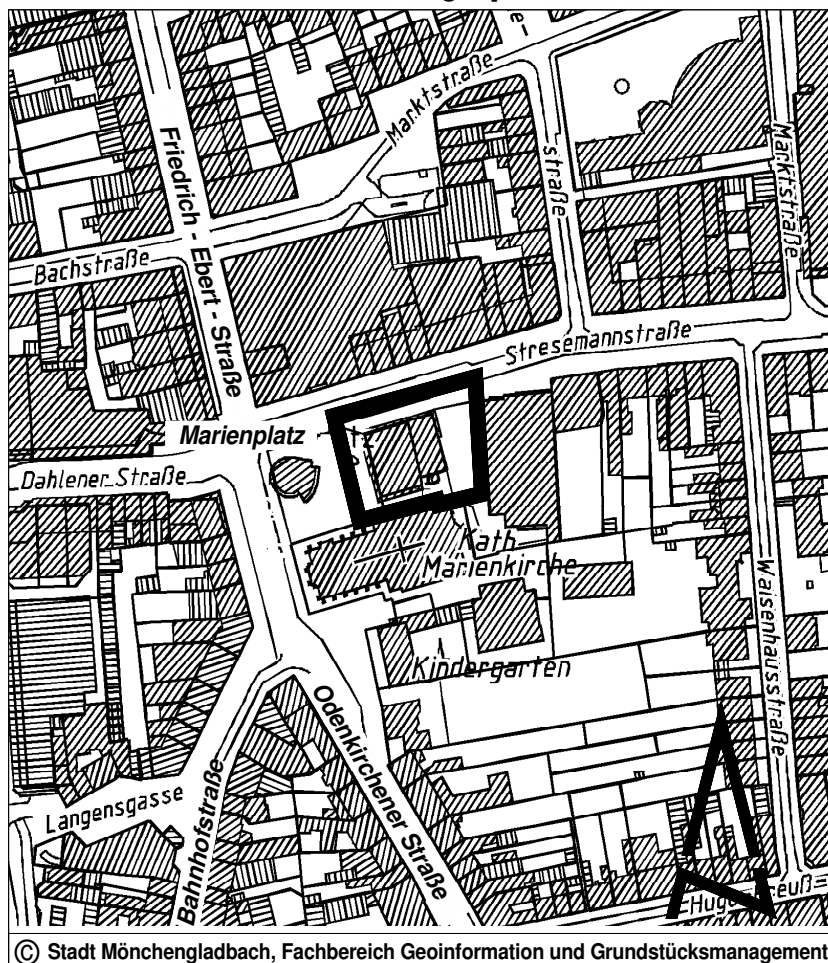 Marktstraße
straße
Marktstraße
Friedrich - Ebert - Straße
Bachstraße
Stresemannstraße
Marienplatz
Dahlener Straße
Kath
Marienkirche
Kindergarten
Waisenhausstraße
Odenkirchener Straße
Langensgasse
Bahnhofstraße
Hugo
© Stadt Mönchengladbach, Fachbereich Geoinformation und Grundstücksmanagement